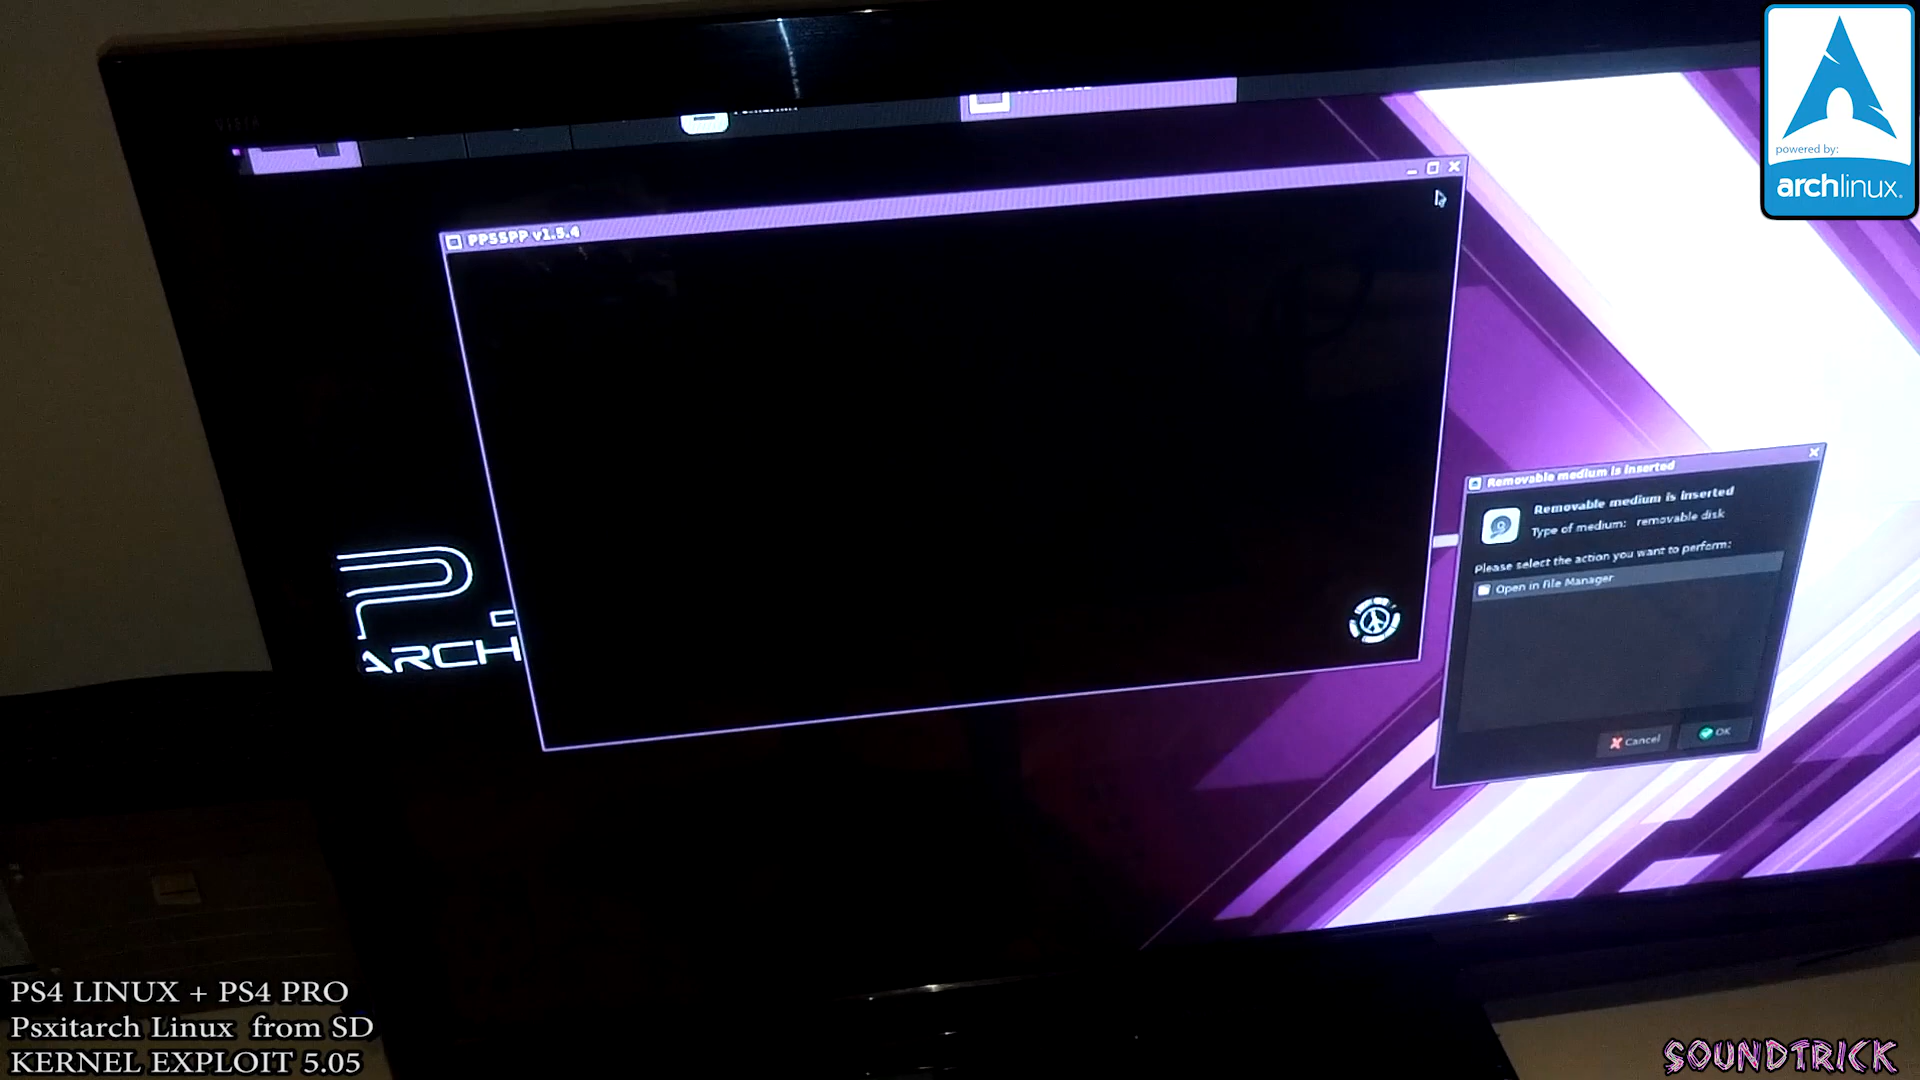 powered by:
archlinux.
PPSSPP v1.5.4
Removable medium is inserted
Removable medium is inserted
Type of medium: removable disk
Please select the action you want to perform:
Open in file Manager
Cancel
OK
ARCH
PS4 LINUX + PS4 PRO
Psxitarch Linux from SD
KERNEL EXPLOIT 5.05
SOUNDTRICK